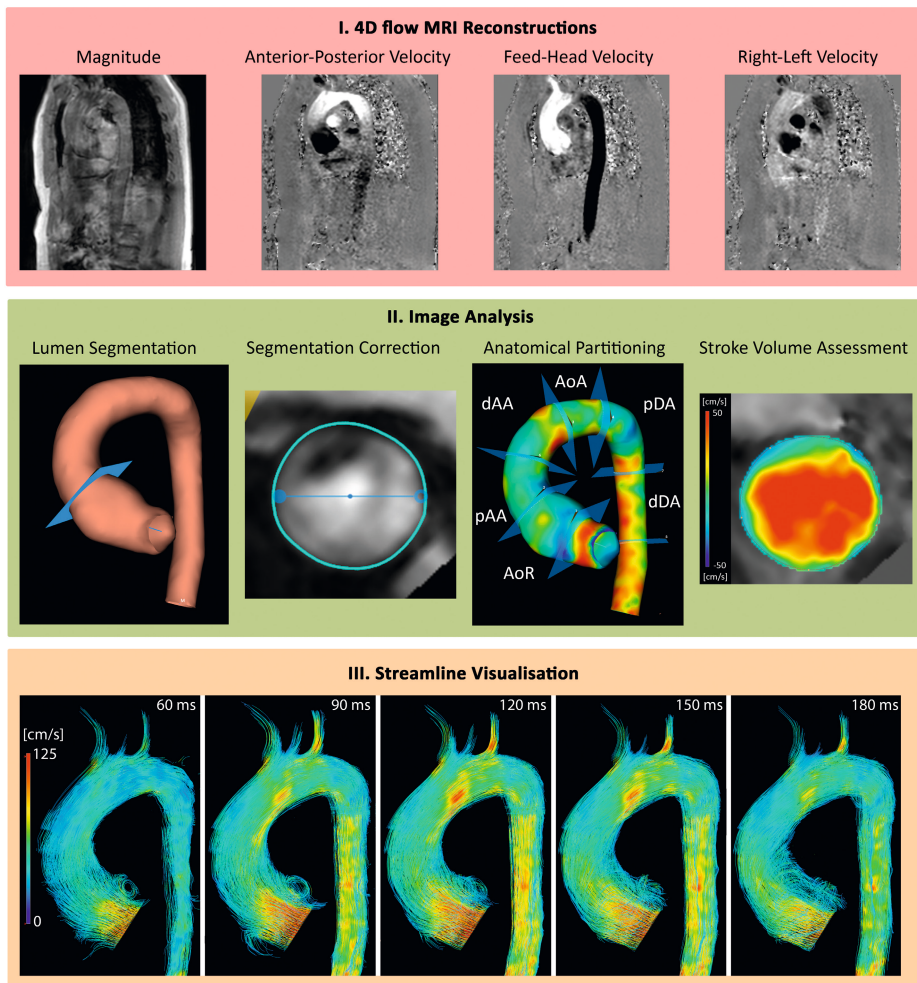 I. 4D flow MRI Reconstructions
Magnitude
Anterior-Posterior Velocity
Feed-Head Velocity
Right-Left Velocity
II. Image Analysis
Lumen Segmentation
Segmentation Correction
Anatomical Partitioning
Stroke Volume Assessment
AoA
dAA
pDA
pAA
dDA
AoR
[cm/s]
50
-50
[cm/s]
III. Streamline Visualisation
60 ms
90 ms
120 ms
150 ms
180 ms
[cm/s]
125
0